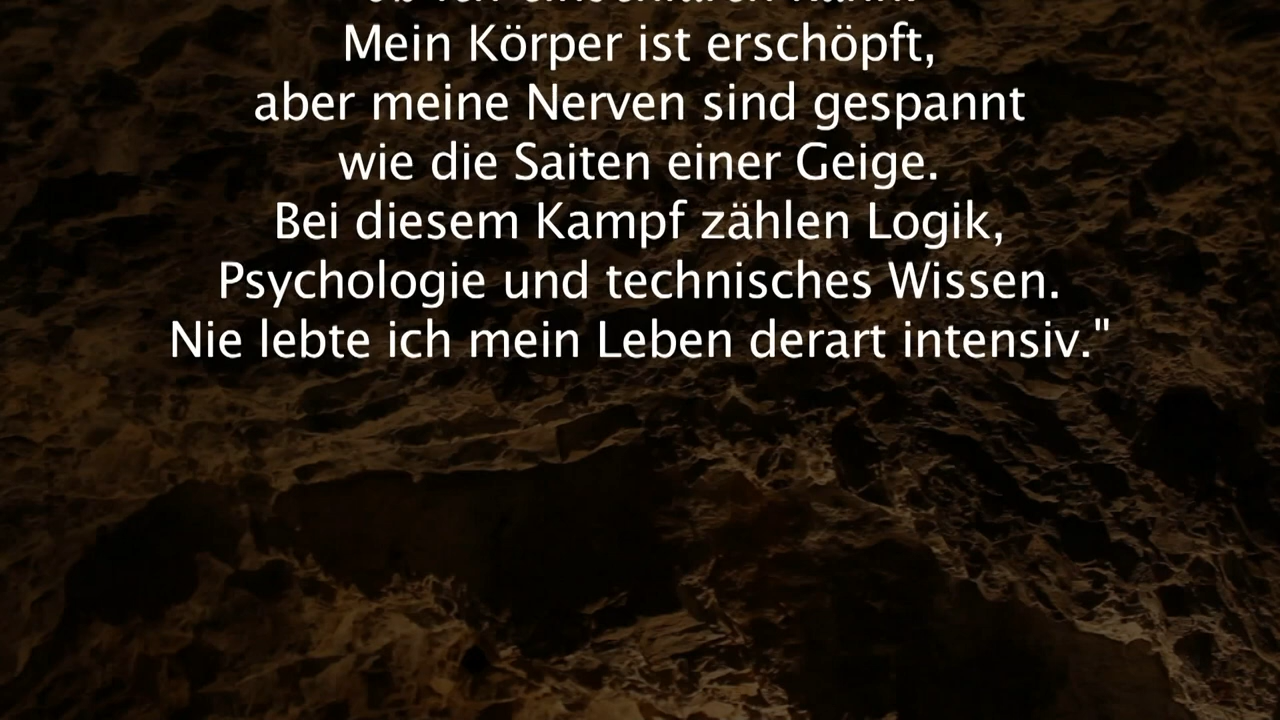 Mein Körper ist erschöpft,
aber meine Nerven sind gespannt
wie die Saiten einer Geige.
Bei diesem Kampf zählen Logik,
Psychologie und technisches Wissen.
Nie lebte ich mein Leben derart intensiv."